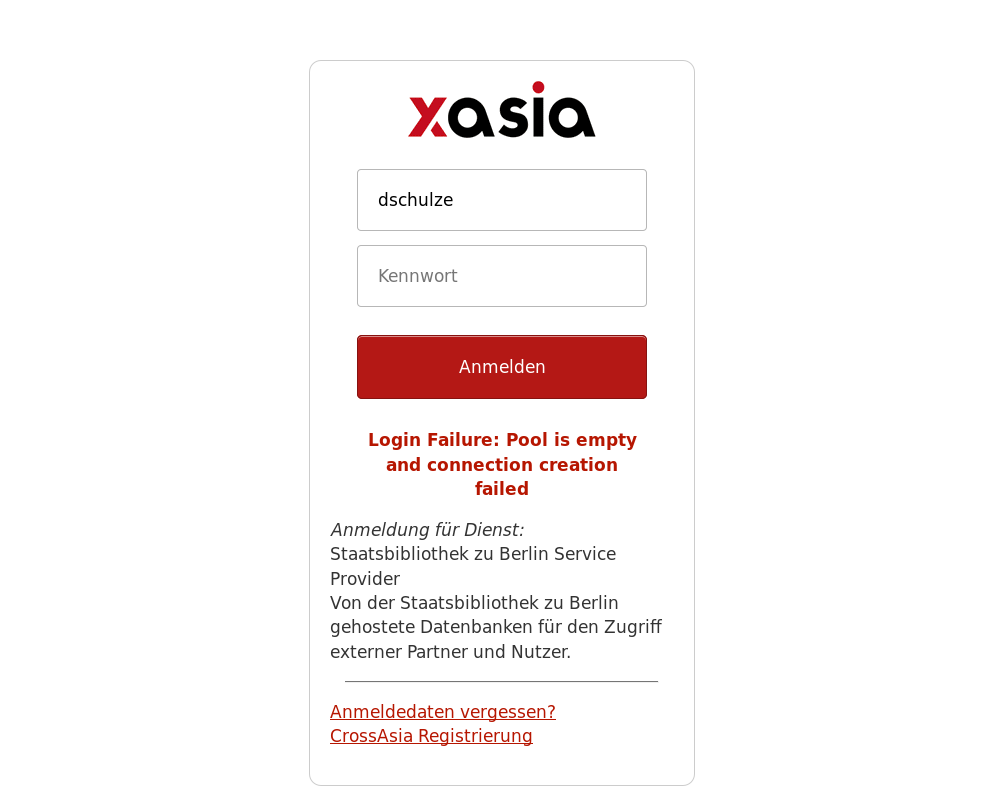 xasia
dschulze
Kennwort
Anmelden
Login Failure: Pool is empty
and connection creation
failed
Anmeldung für Dienst:
Staatsbibliothek zu Berlin Service
Provider
Von der Staatsbibliothek zu Berlin
gehostete Datenbanken für den Zugriff
externer Partner und Nutzer.
Anmeldedaten vergessen?
CrossAsia Registrierung